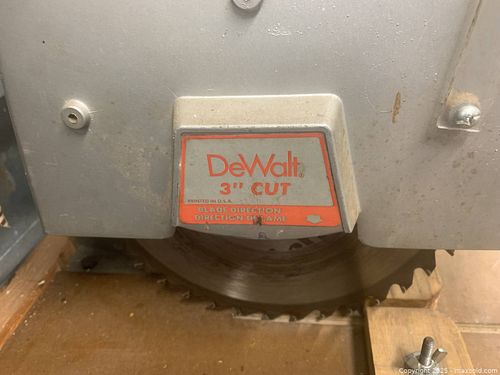 DeWalt
3" CUT
PRINTED IN U.S.A.
BLADE DIRECTION
DIRECTION DE LAME
Copyright 2025 - maxsold.com